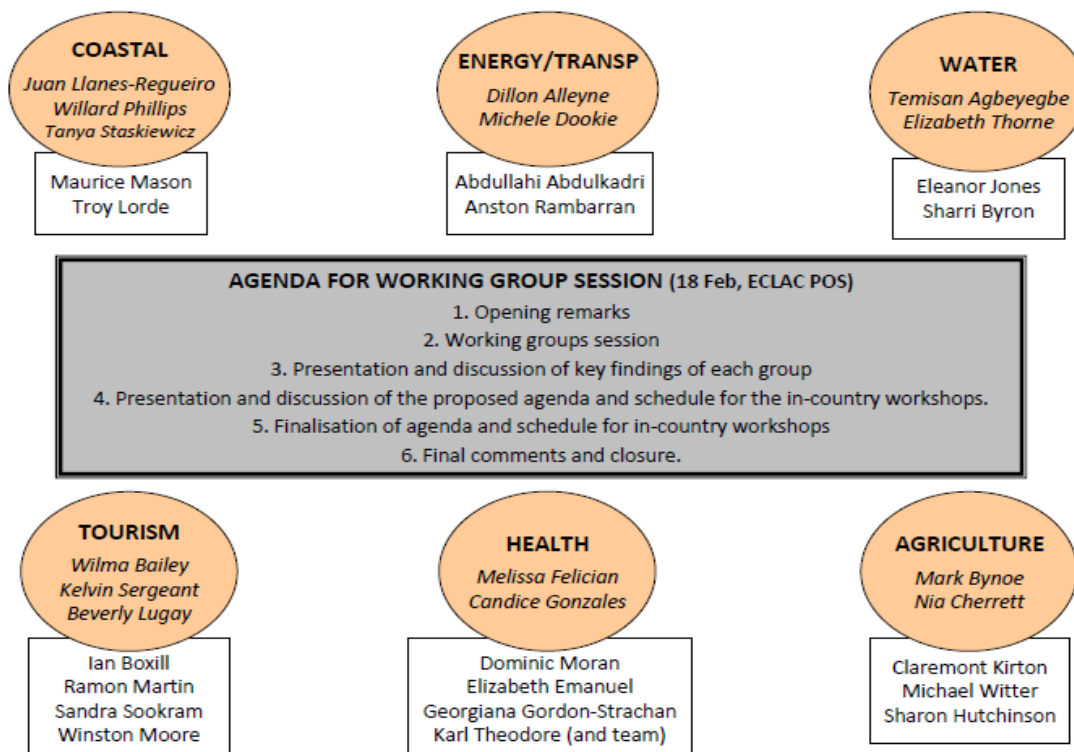 COASTAL
Juan Llanes-Regueiro
Willard Phillips
Tanya Staskiewicz
Maurice Mason
Troy Lorde
ENERGY/TRANSP
Dillon Alleyne
Michele Dookie
Abdullahi Abdulkadri
Anston Rambarran
WATER
Temisan Agbeyegbe
Elizabeth Thorne
Eleanor Jones
Sharri Byron
AGENDA FOR WORKING GROUP SESSION (18 Feb, ECLAC POS)
1. Opening remarks
2. Working groups session
3. Presentation and discussion of key findings of each group
4. Presentation and discussion of the proposed agenda and schedule for the in-country workshops.
5. Finalisation of agenda and schedule for in-country workshops
6. Final comments and closure.
TOURISM
Wilma Bailey
Kelvin Sergeant
Beverly Lugay
Ian Boxill
Ramon Martin
Sandra Sookram
Winston Moore
HEALTH
Melissa Felician
Candice Gonzales
Dominic Moran
Elizabeth Emanuel
Georgiana Gordon-Strachan
Karl Theodore (and team)
AGRICULTURE
Mark Bynoe
Nia Cherrett
Claremont Kirton
Michael Witter
Sharon Hutchinson